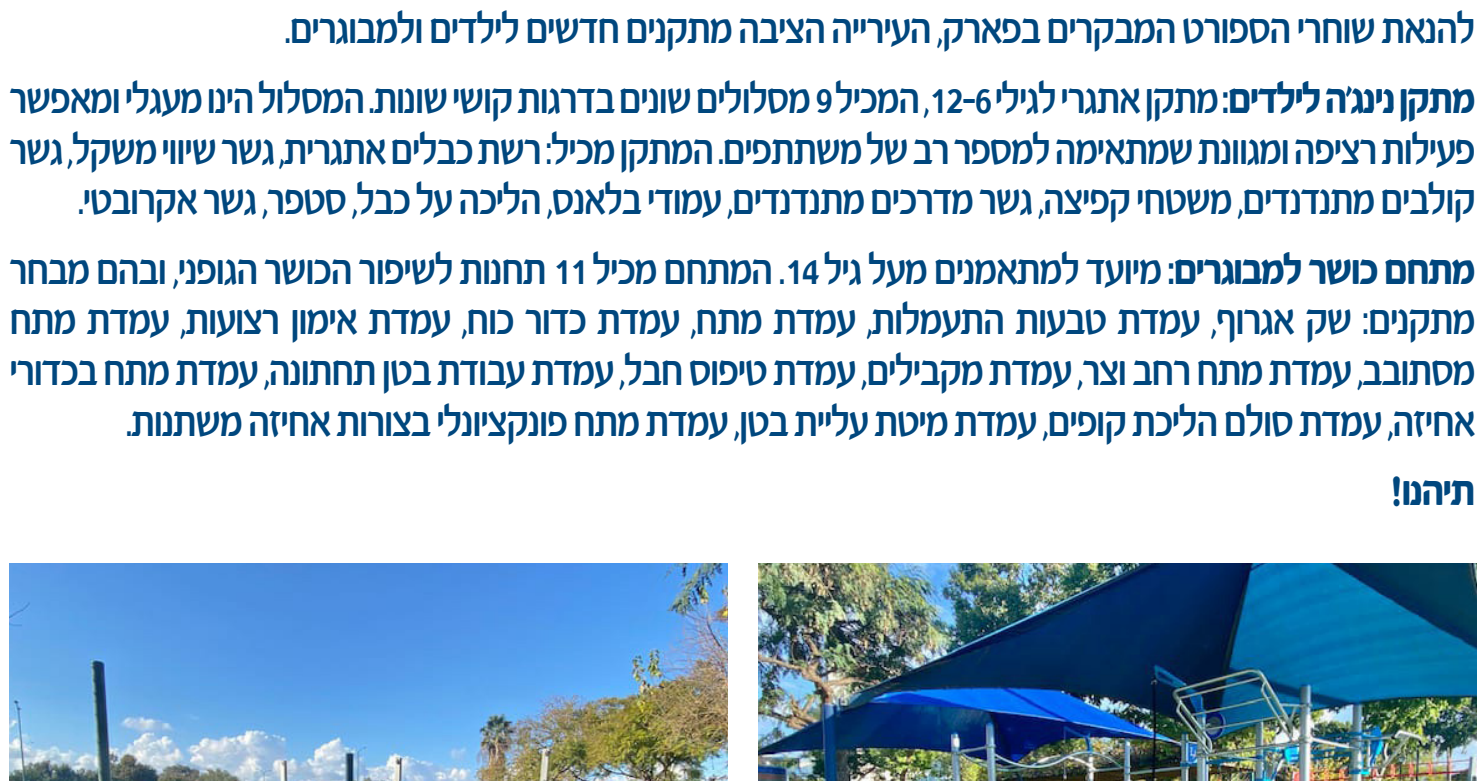 להנאת שוחרי הספורט המבקרים בפארק, העירייה הציבה מתקנים חדשים לילדים ולמבוגרים.
מתקן נינג'ה לילדים: מתקן אתגרי לגילי 12-6, המכיל 9 מסלולים שונים בדרגות קושי שונות. המסלול הינו מעגלי ומאפשר
פעילות רציפה ומגוונת שמתאימה למספר רב של משתתפים. המתקן מכיל: רשת כבלים אתגרית, גשר שיווי משקל, גשר
קולבים מתנדנדים, משטחי קפיצה, גשר מדרכים מתנדנדים, עמודי בלאנס, הליכה על כבל, סטפר, גשר אקרובטי.
מתחם כושר למבוגרים: מיועד למתאמנים מעל גיל 14. המתחם מכיל 11 תחנות לשיפור הכושר הגופני, ובהם מבחר
מתקנים: שק אגרוף, עמדת טבעות התעמלות, עמדת מתח, עמדת כדור כוח, עמדת אימון רצועות, עמדת מתח
מסתובב, עמדת מתח רחב וצר, עמדת מקבילים, עמדת טיפוס חבל, עמדת עבודת בטן תחתונה, עמדת מתח בכדורי
אחיזה, עמדת סולם הליכת קופים, עמדת מיטת עליית בטן, עמדת מתח פונקציונלי בצורות אחיזה משתנות.
תיהנו!